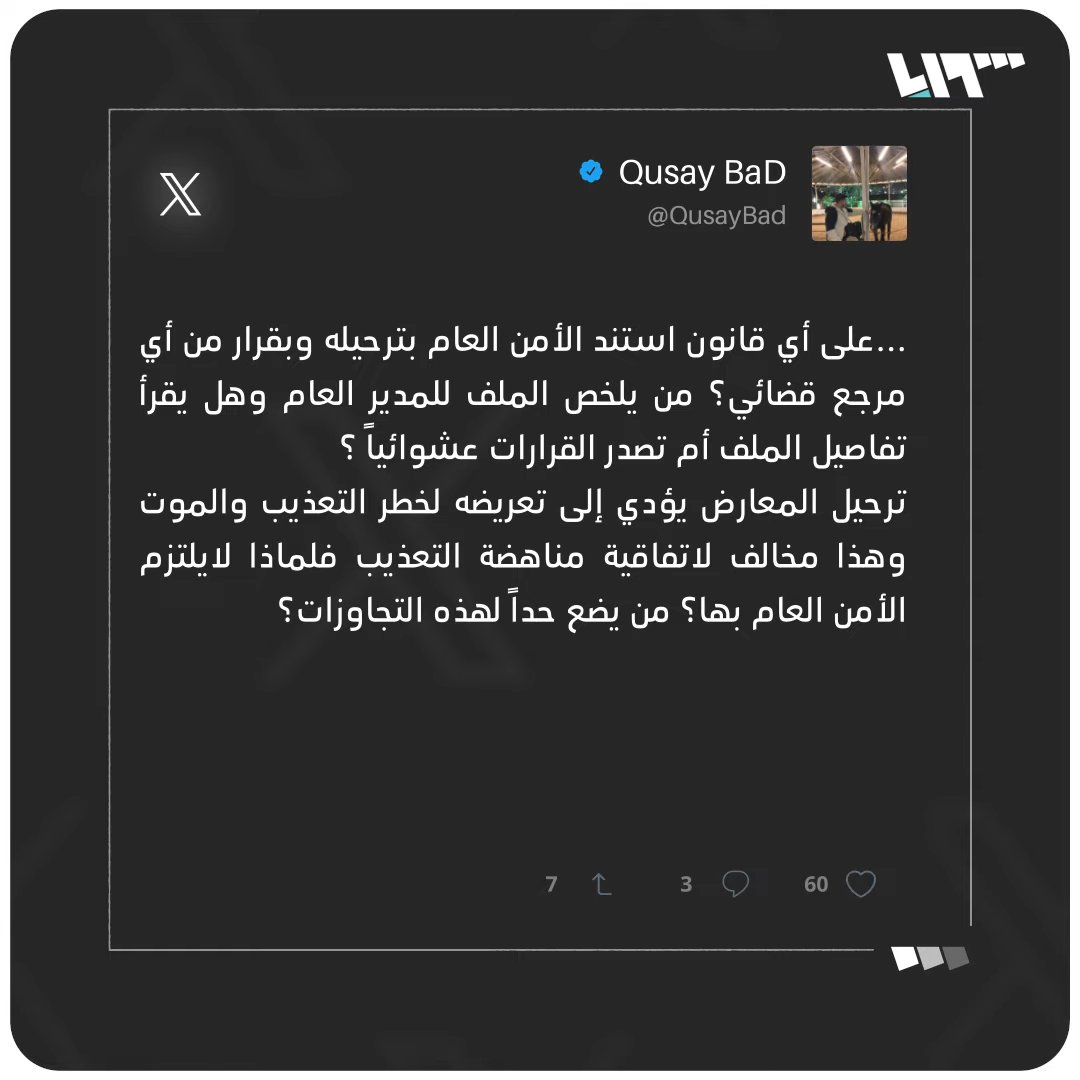 LIT
Qusay BaD
@QusayBad
...على أي قانون استند الأمن العام بترحيله وبقرار من أي
مرجع قضائي؟ من يلخص الملف للمدير العام وهل يقرأ
تفاصيل الملف أم تصدر القرارات عشوائياً ؟
ترحيل المعارض يؤدي إلى تعريضه لخطر التعذيب والموت
وهذا مخالف لاتفاقية مناهضة التعذيب فلماذا لايلتزم
الأمن العام بها؟ من يضع حداً لهذه التجاوزات؟
7 3 60